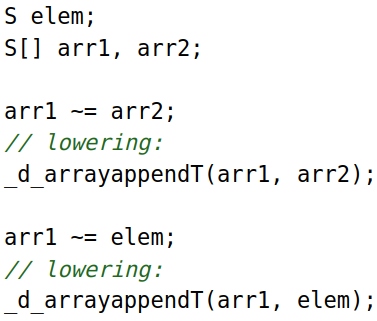 S elem;
S[] arr1, arr2;
arr1 ~= arr2;
// lowering:
_d_arrayappendT(arr1, arr2);
arr1 ~= elem;
// lowering:
_d_arrayappendT(arr1, elem);